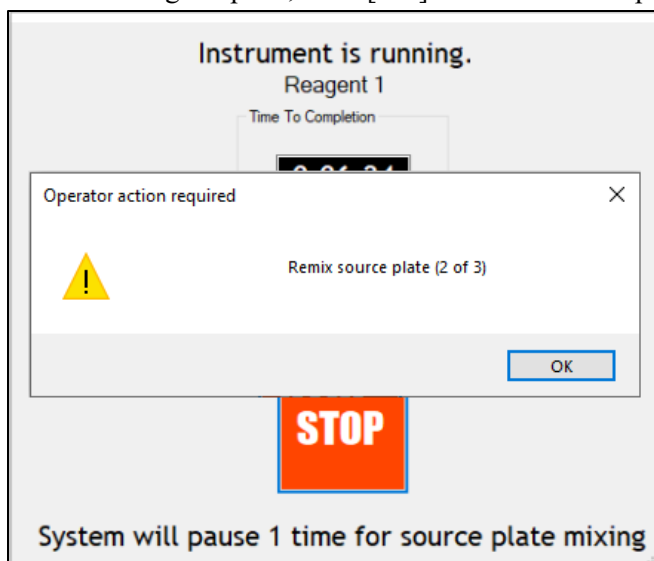 Instrument is running.
Reagent 1
Time To Completion
Operator action required
Remix source plate (2 of 3)
OK
STOP
System will pause 1 time for source plate mixing